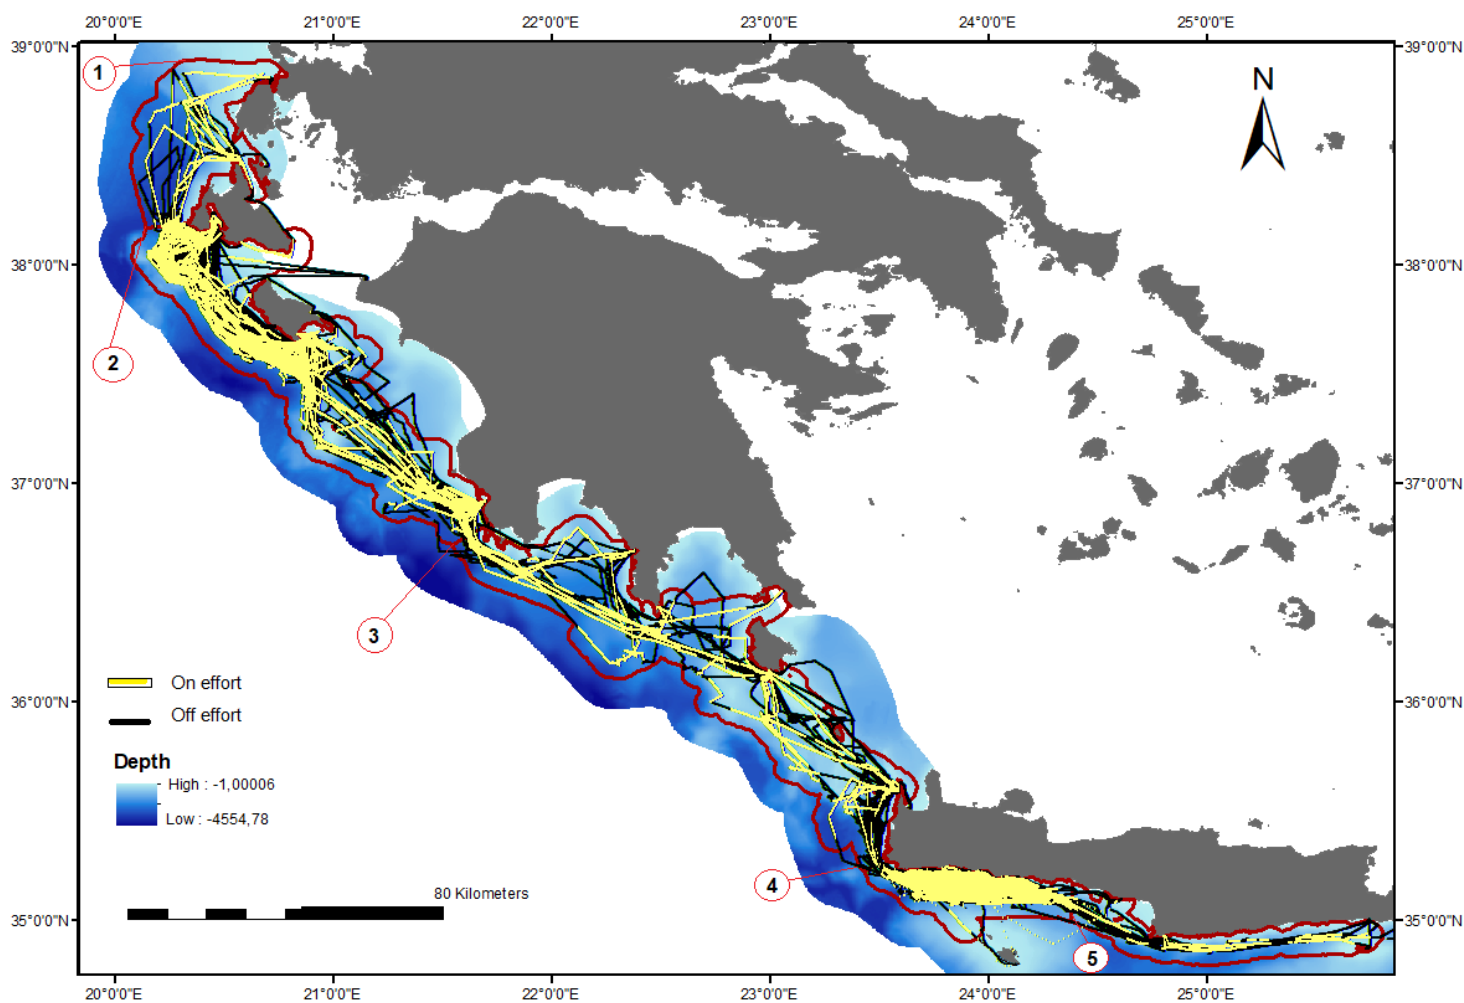 20°0'0"E 21°0'0"E 22°0'0"E 23°0'0"E 24°0'0"E 25°0'0"E
39°0'0"N 39°0'0"N
1
N
38°0'0"N 38°0'0"N
2
37°0'0"N 37°0'0"N
3
On effort
36°0'0"N 36°0'0"N
Off effort
Depth
High : -1,00006
Low : -4554,78
4
80 Kilometers
35°0'0"N 35°0'0"N
5
20°0'0"E 21°0'0"E 22°0'0"E 23°0'0"E 24°0'0"E 25°0'0"E